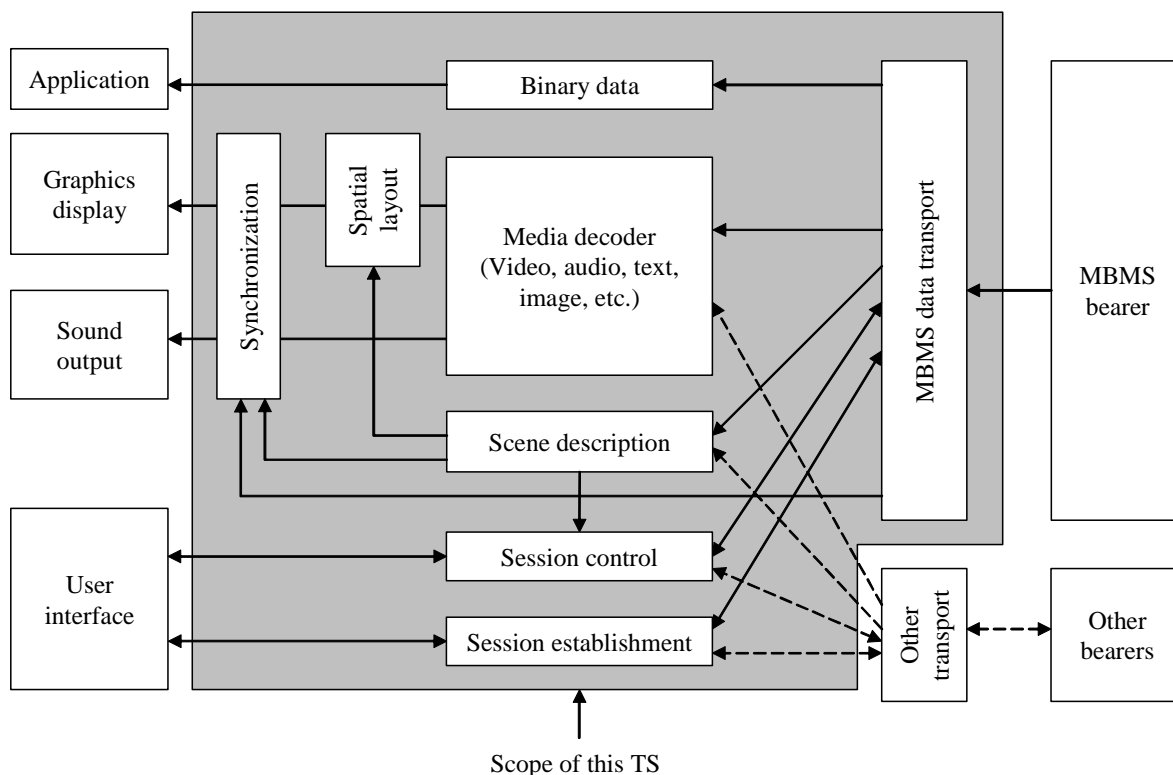 Application
Binary data
Graphics
display
Synchronization
Spatial
layout
Media decoder
(Video, audio, text,
image, etc.)
MBMS data transport
MBMS
bearer
Sound
output
Scene description
Session control
User
interface
Session establishment
Other
transport
Other
bearers
Scope of this TS